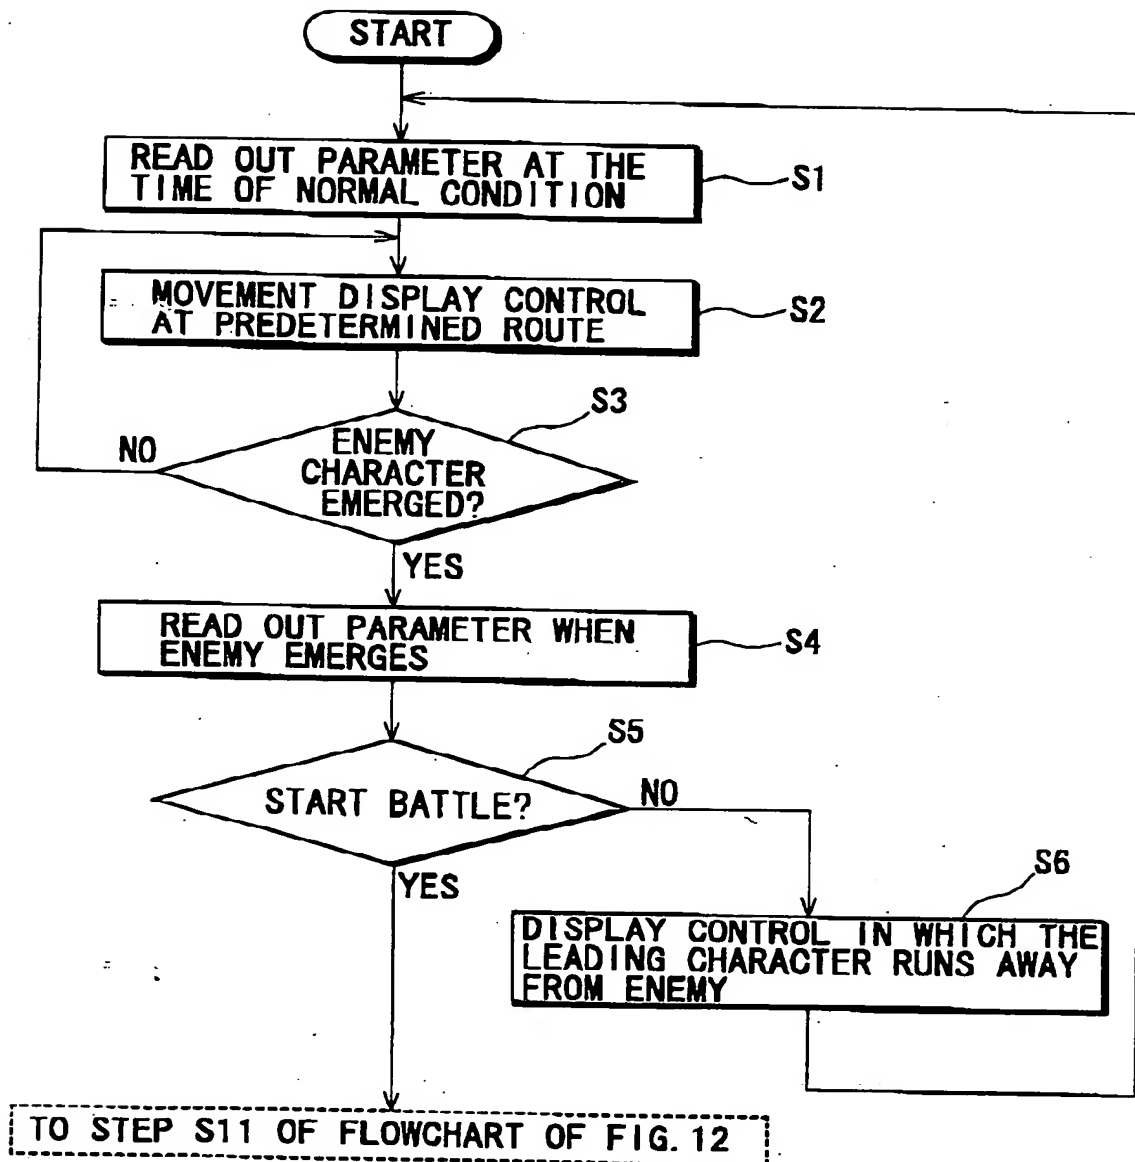 START
READ OUT PARAMETER AT THE
TIME OF NORMAL CONDITION
S1
MOVEMENT DISPLAY CONTROL
AT PREDETERMINED ROUTE
S2
S3
NO
ENEMY
CHARACTER
EMERGED?
YES
READ OUT PARAMETER WHEN
ENEMY EMERGES
S4
S5
START BATTLE?
NO
YES
S6
DISPLAY CONTROL IN WHICH THE
LEADING CHARACTER RUNS AWAY
FROM ENEMY
TO STEP S11 OF FLOWCHART OF FIG. 12